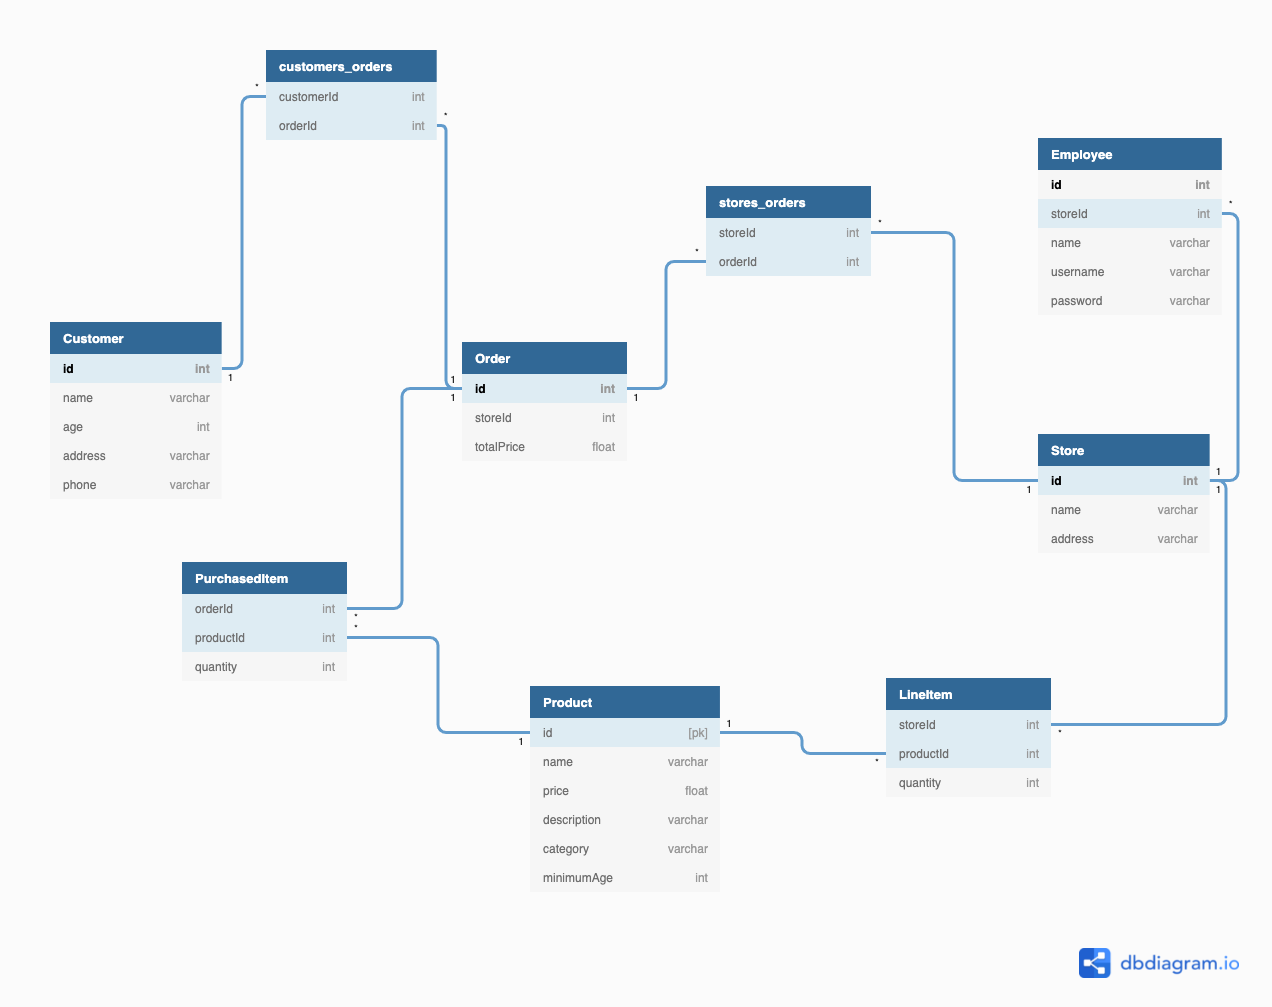 customers_orders
*
customerId int
*
orderId int
Employee
id int
*
storeId int
name varchar
username varchar
password varchar
stores_orders
*
storeId int
*
orderId int
Customer
id int
1
name varchar
age int
address varchar
phone varchar
Order
1
id int
1 1
storeId int
totalPrice float
Store
1
id int
1 1
name varchar
address varchar
PurchasedItem
orderId int
*
*
productId int
quantity int
Product
1
id [pk]
1
name varchar
price float
description varchar
category varchar
minimumAge int
LineItem
storeId int
*
productId int
*
quantity int
dbdiagram.io